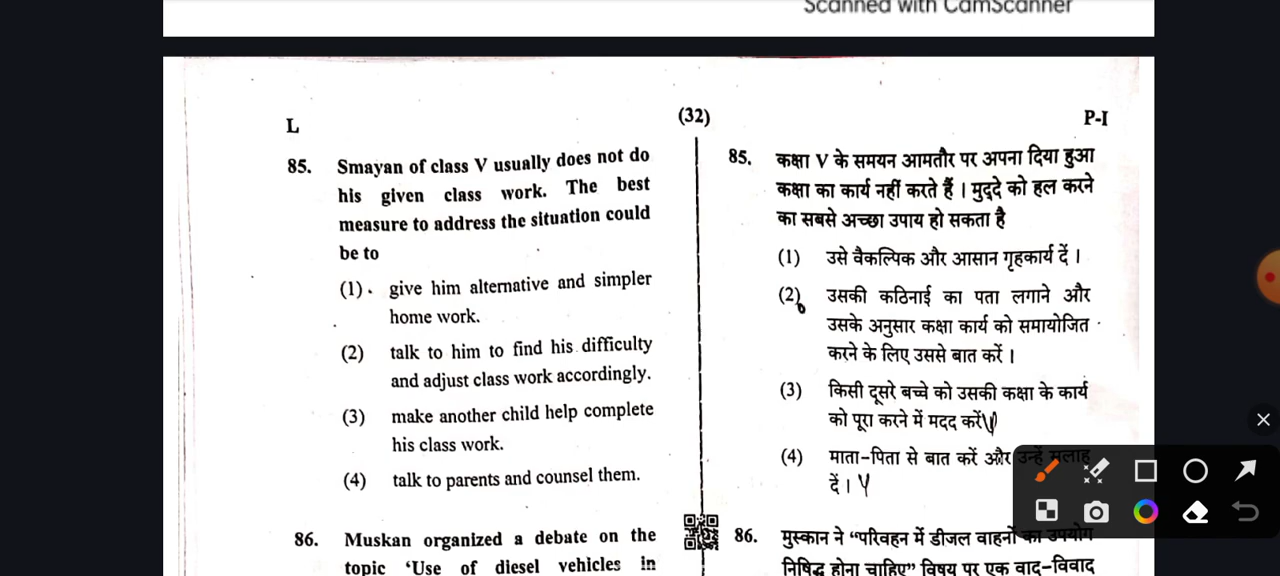 Scanned with CamScanner
L
(32)
P-I
85. Smayan of class V usually does not do
his given class work. The best
measure to address the situation could
be to
(1) give him alternative and simpler
home work.
(2) talk to him to find his difficulty
and adjust class work accordingly.
(3) make another child help complete
his class work.
(4) talk to parents and counsel them.
86. Muskan organized a debate on the
topic 'Use of diesel vehicles in
85. कक्षा V के समयन आमतौर पर अपना दिया हुआ
कक्षा का कार्य नहीं करते हैं । मुद्दे को हल करने
का सबसे अच्छा उपाय हो सकता है
(1) उसे वैकल्पिक और आसान गृहकार्य दें ।
(2) उसकी कठिनाई का पता लगाने और
उसके अनुसार कक्षा कार्य को समायोजित
करने के लिए उससे बात करें ।
(3) किसी दूसरे बच्चे को उसकी कक्षा के कार्य
को पूरा करने में मदद करें
(4) माता-पिता से बात करें और उन्हें सलाह
दें ।
86. मुस्कान ने "परिवहन में डीजल वाहनों का उपयोग
निषिद्ध होना चाहिए" विषय पर एक वाद-विवाद